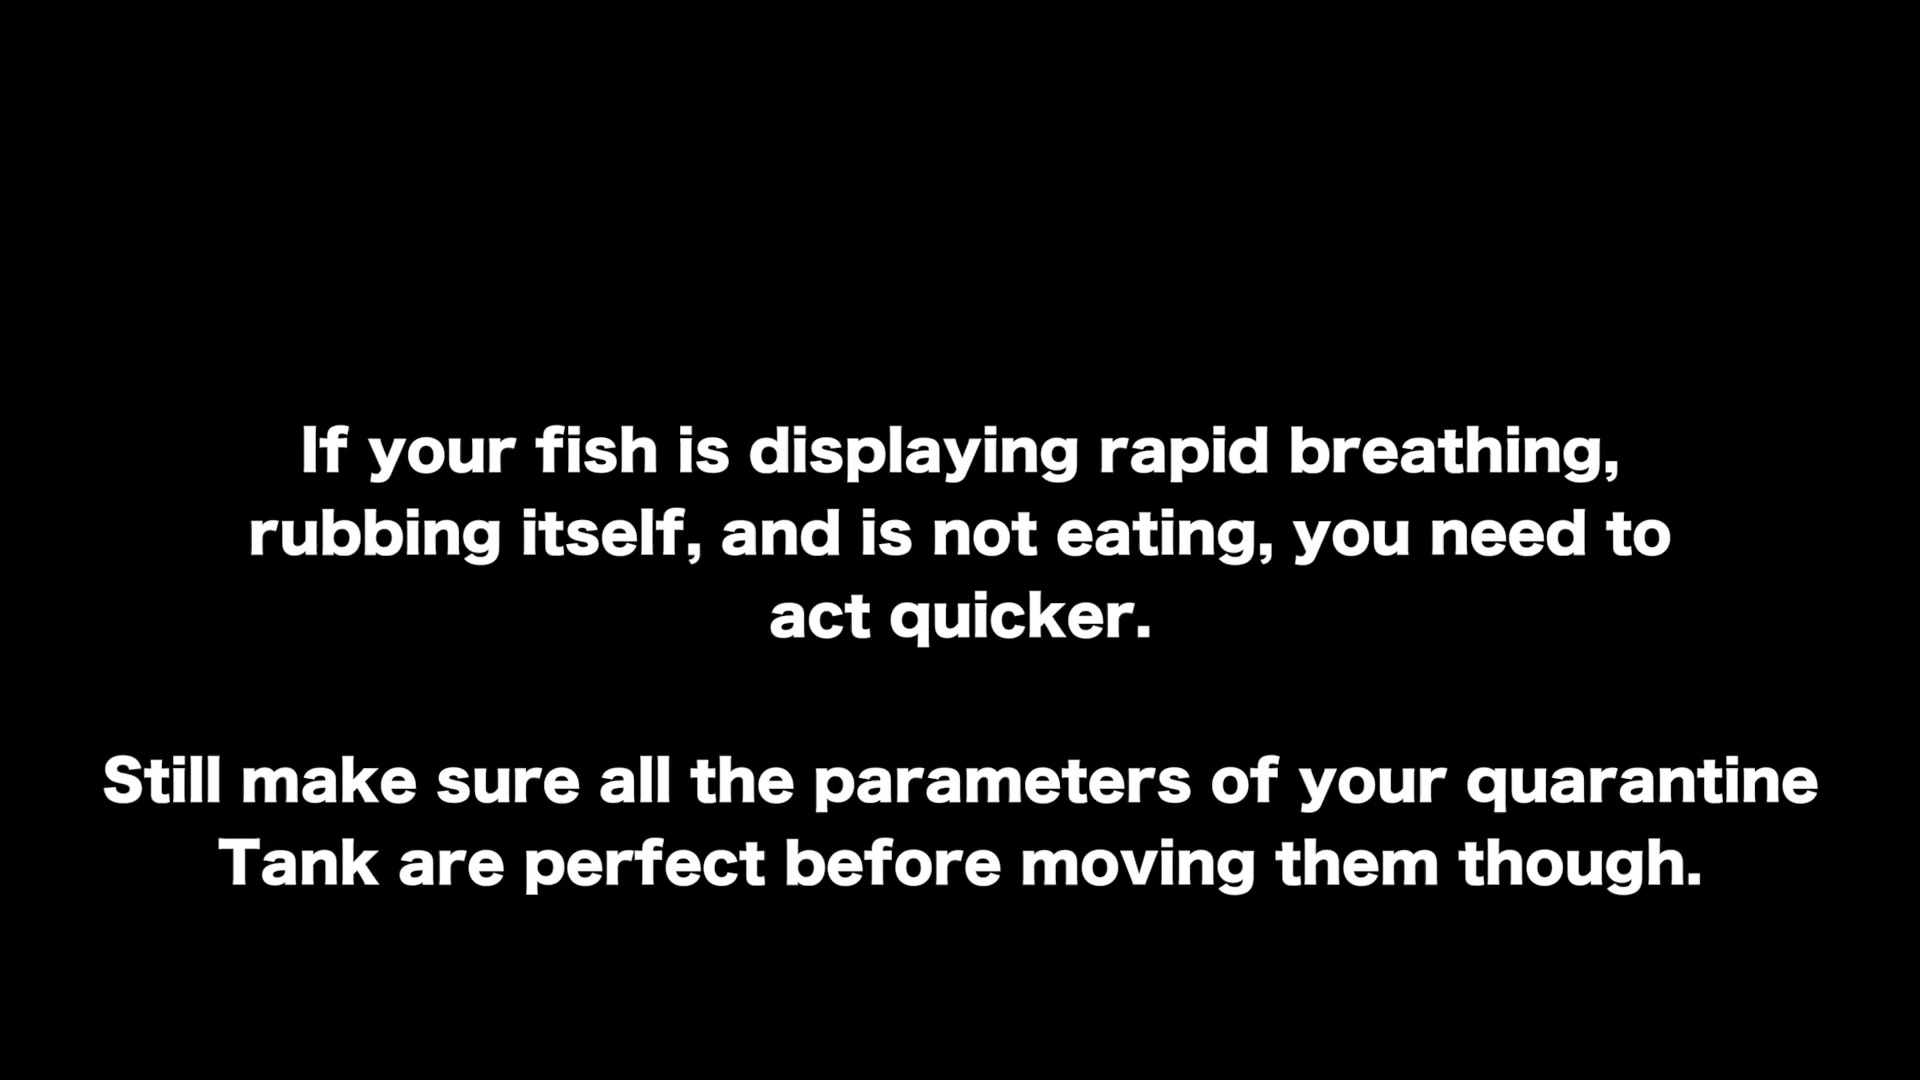 If your fish is displaying rapid breathing,
rubbing itself, and is not eating, you need to
act quicker.
Still make sure all the parameters of your quarantine
Tank are perfect before moving them though.